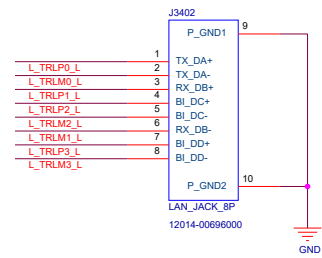 J3402
P_GND1 9
1 TX_DA+
L_TRLP0_L
2 TX_DA-
L_TRLM0_L
3 RX_DB+
L_TRLP1_L
4 BI_DC+
L_TRLP2_L
5 BI_DC-
L_TRLM2_L
6 RX_DB-
L_TRLM1_L
7 BI_DD+
L_TRLP3_L
8 BI_DD-
L_TRLM3_L
P_GND2 10
LAN_JACK_8P
12014-00696000
GND